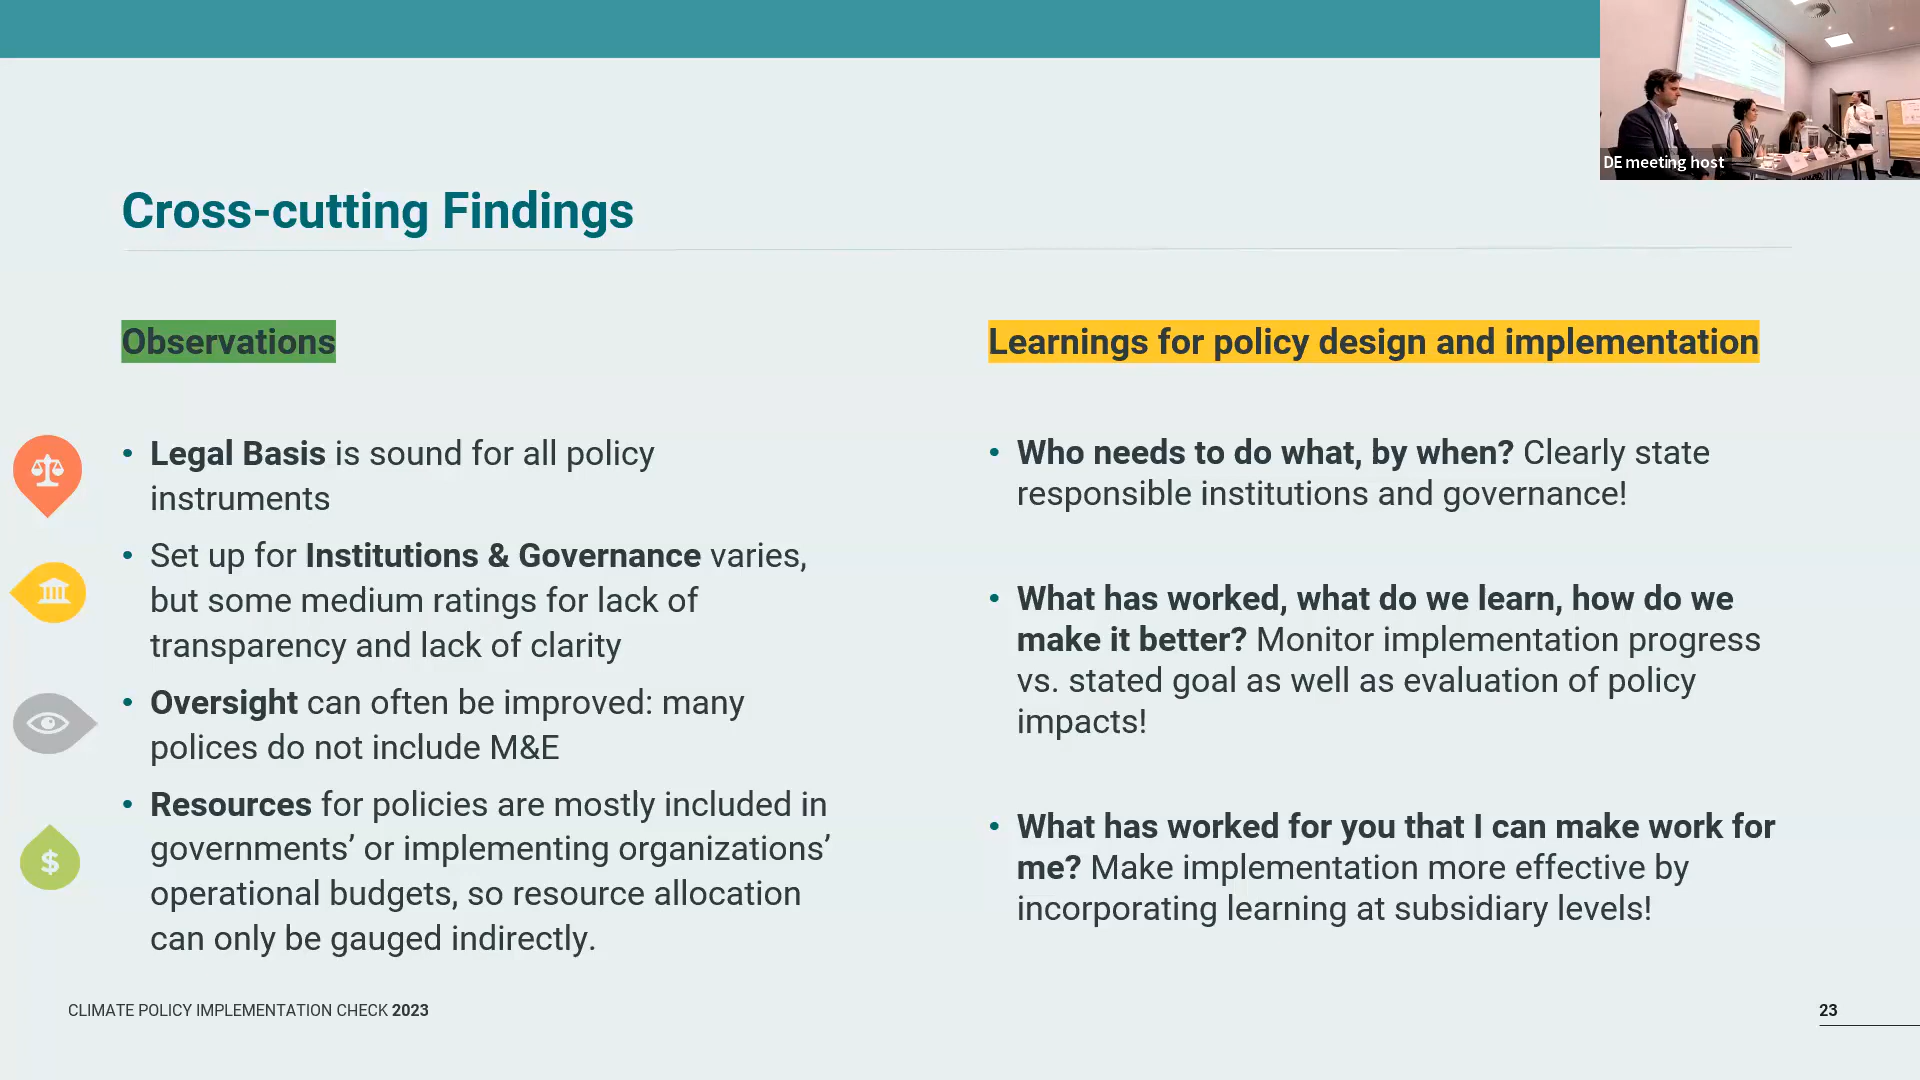 DE meeting host
Cross-cutting Findings
Observations
• Legal Basis is sound for all policy
instruments
• Set up for Institutions & Governance varies,
but some medium ratings for lack of
transparency and lack of clarity
• Oversight can often be improved: many
polices do not include M&E
• Resources for policies are mostly included in
governments’ or implementing organizations’
operational budgets, so resource allocation
can only be gauged indirectly.
Learnings for policy design and implementation
• Who needs to do what, by when? Clearly state
responsible institutions and governance!
• What has worked, what do we learn, how do we
make it better? Monitor implementation progress
vs. stated goal as well as evaluation of policy
impacts!
• What has worked for you that I can make work for
me? Make implementation more effective by
incorporating learning at subsidiary levels!
$
CLIMATE POLICY IMPLEMENTATION CHECK 2023
23